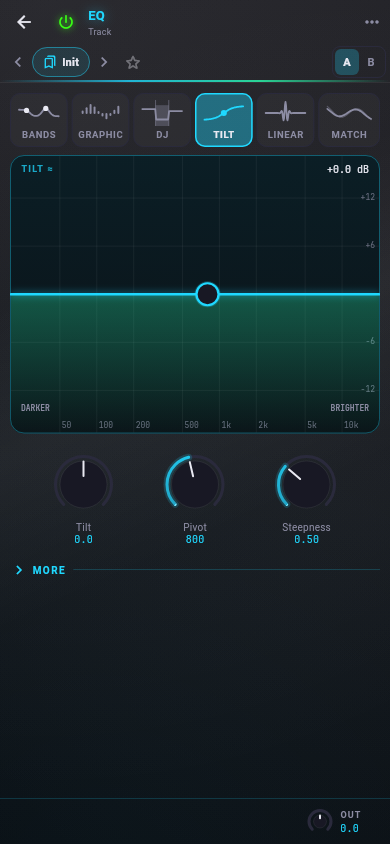 EQ
Track
Init
A B
BANDS GRAPHIC DJ TILT LINEAR MATCH
TILT ≈ +0.0 dB
+12
+6
-6
-12
DARKER BRIGHTER
50 100 200 500 1k 2k 5k 10k
Tilt Pivot Steepness
0.0 800 0.50
MORE
OUT
0.0